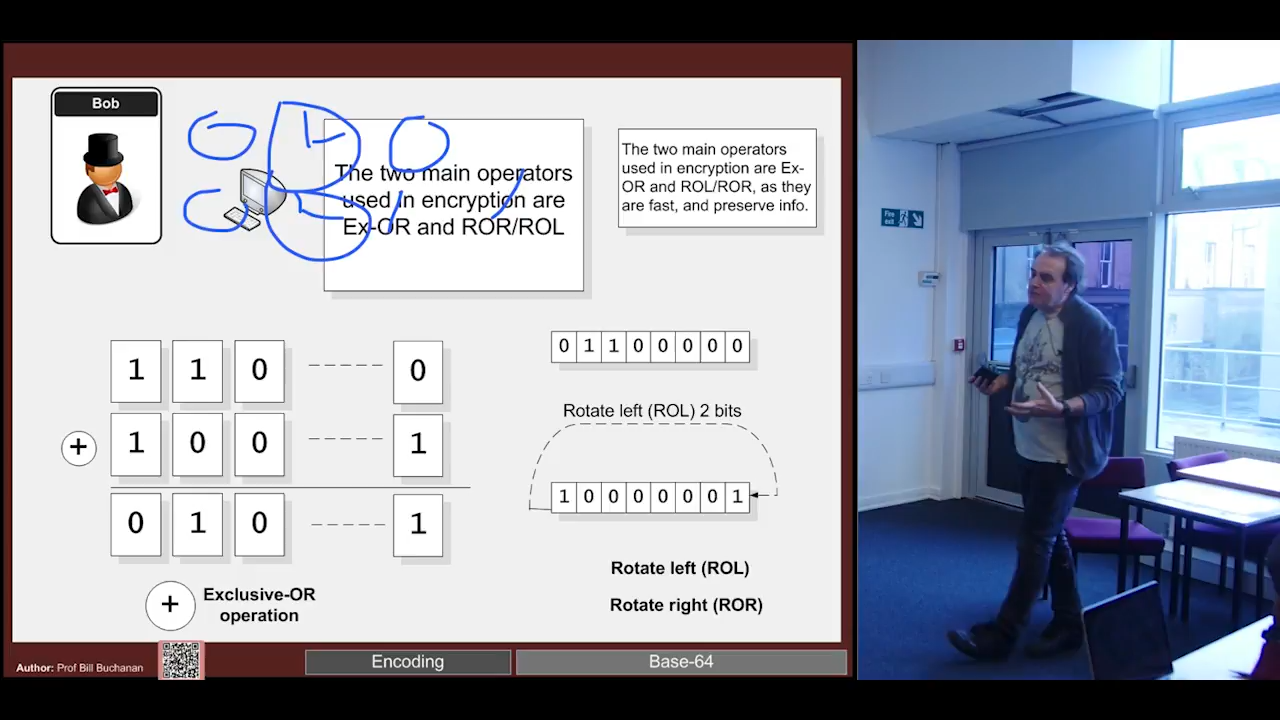 Bob
The two main operators
used in encryption are
Ex-OR and ROR/ROL
The two main operators
used in encryption are Ex-
OR and ROL/ROR, as they
are fast, and preserve info.
Fire
exit
1 1 0 0
+ 1 0 0 1
0 1 0 1
+ Exclusive-OR
operation
0 1 1 0 0 0 0 0
Rotate left (ROL) 2 bits
1 0 0 0 0 0 0 1
Rotate left (ROL)
Rotate right (ROR)
Author: Prof Bill Buchanan
Encoding
Base-64